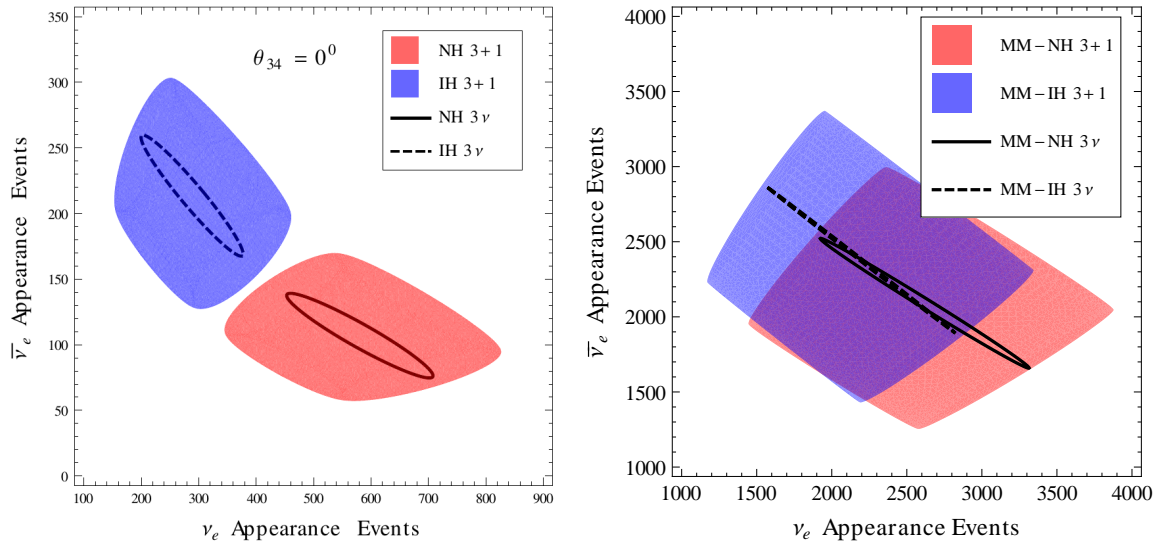 θ34 = 0⁰
NH 3+1
IH 3+1
NH 3ν
IH 3ν
350
300
250
200
150
100
50
0
100 200 300 400 500 600 700 800 900
ν̅e Appearance Events
νe Appearance Events
MM−NH 3+1
MM−IH 3+1
MM−NH 3ν
MM−IH 3ν
4000
3500
3000
2500
2000
1500
1000
1000 1500 2000 2500 3000 3500 4000
ν̅e Appearance Events
νe Appearance Events